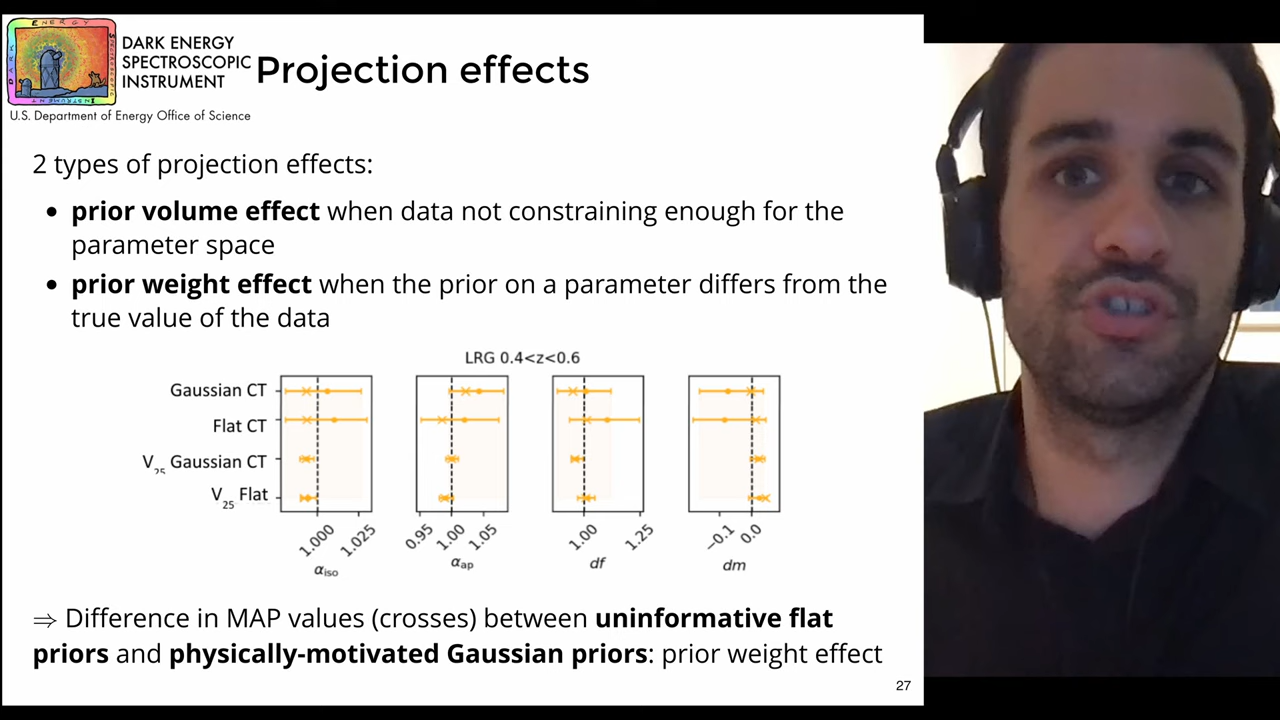 DARK ENERGY
SPECTROSCOPIC
INSTRUMENT
U.S. Department of Energy Office of Science
Projection effects
2 types of projection effects:
• prior volume effect when data not constraining enough for the
parameter space
• prior weight effect when the prior on a parameter differs from the
true value of the data
LRG 0.4<z<0.6
Gaussian CT
Flat CT
V₂₅ Gaussian CT
V₂₅ Flat
1.000 1.025
α_iso
0.95 1.00 1.05
α_ap
1.00 1.25
df
−0.1 0.0
dm
⇒ Difference in MAP values (crosses) between uninformative flat
priors and physically-motivated Gaussian priors: prior weight effect
27